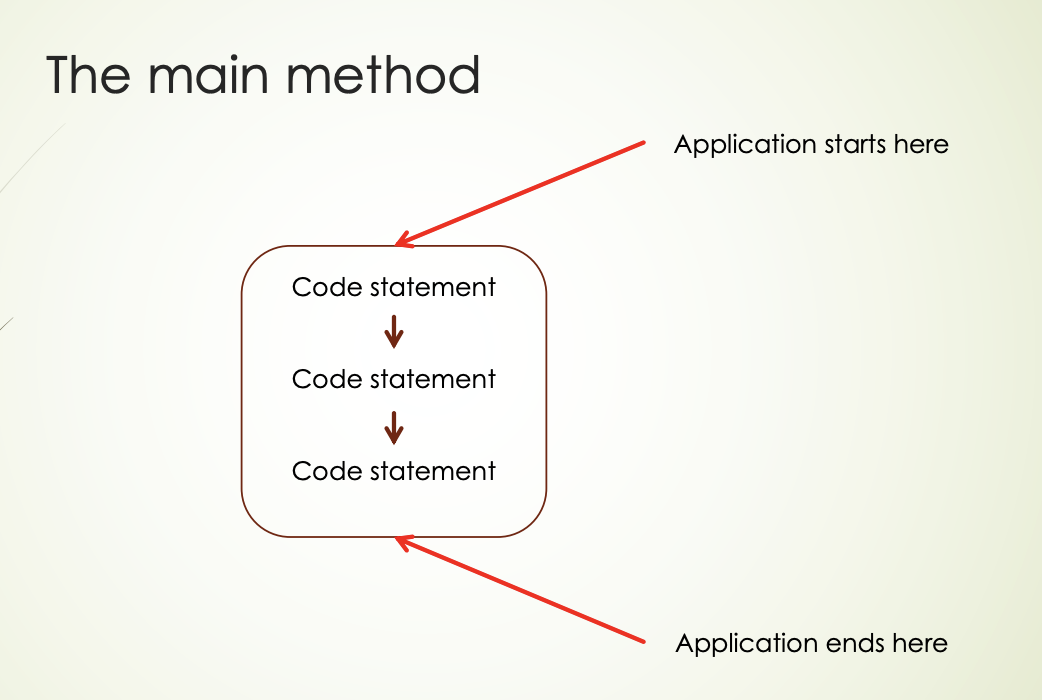 The main method
Application starts here
Code statement
Code statement
Code statement
Application ends here